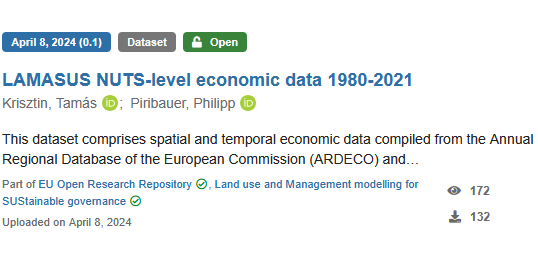 April 8, 2024 (0.1) Dataset Open
LAMASUS NUTS-level economic data 1980-2021
Krisztin, Tamás iD ; Piribauer, Philipp iD
This dataset comprises spatial and temporal economic data compiled from the Annual
Regional Database of the European Commission (ARDECO) and…
Part of EU Open Research Repository , Land use and Management modelling for
SUStainable governance
172
Uploaded on April 8, 2024
132